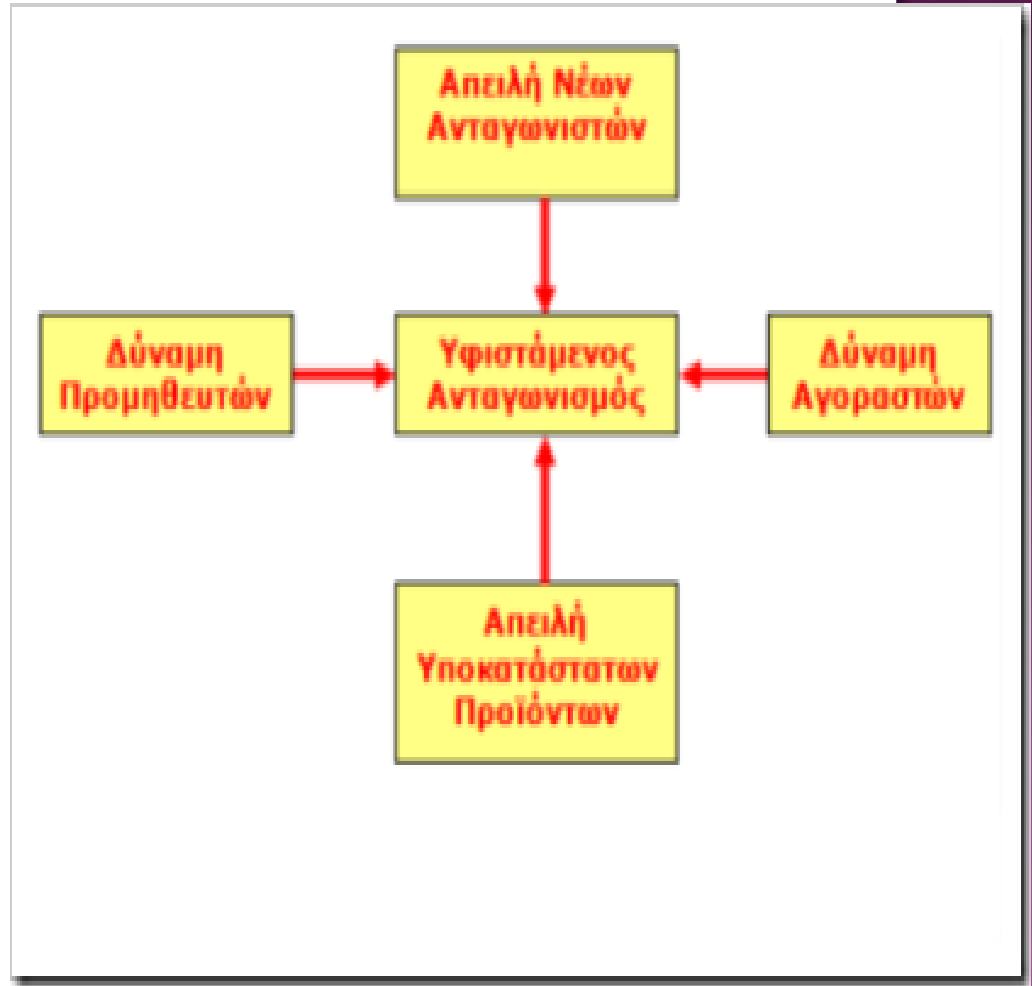 Απειλή Νέων
Ανταγωνιστών
Δύναμη
Προμηθευτών
Υφιστάμενος
Ανταγωνισμός
Δύναμη
Αγοραστών
Απειλή
Υποκατάστατων
Προϊόντων